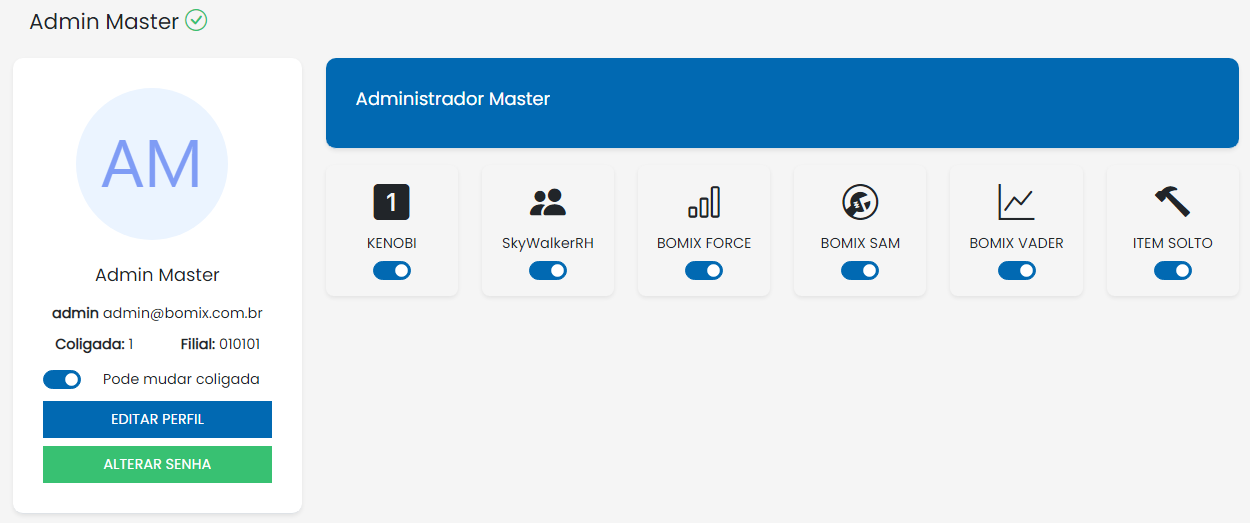 Admin Master
AM
Admin Master
admin admin@bomix.com.br
Coligada: 1 Filial: 010101
Pode mudar coligada
EDITAR PERFIL
ALTERAR SENHA
Administrador Master
1
KENOBI
SkyWalkerRH
BOMIX FORCE
BOMIX SAM
BOMIX VADER
ITEM SOLTO